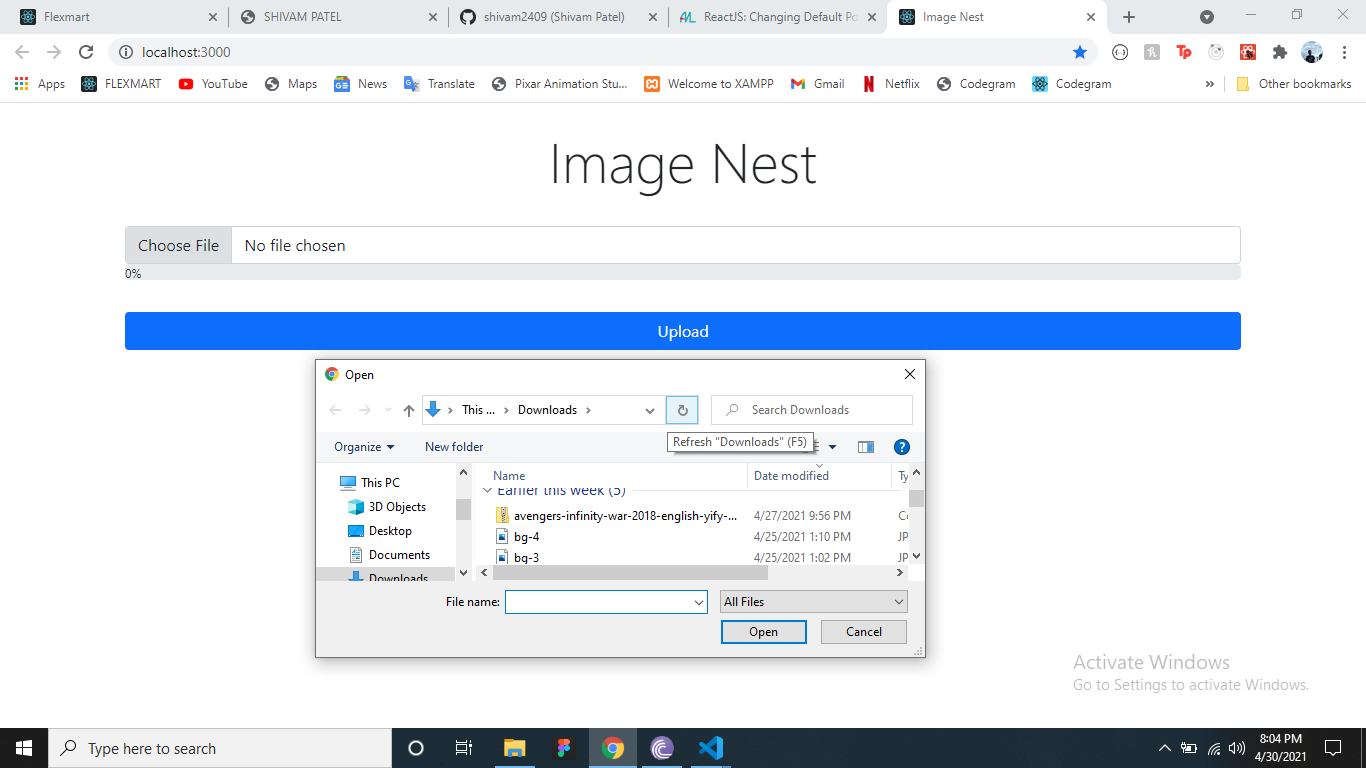 Flexmart
SHIVAM PATEL
shivam2409 (Shivam Patel)
ReactJS: Changing Default Po
Image Nest
localhost:3000
Apps
FLEXMART
YouTube
Maps
News
Translate
Pixar Animation Stu...
Welcome to XAMPP
Gmail
Netflix
Codegram
Codegram
»
Other bookmarks
Image Nest
Choose File
No file chosen
0%
Upload
Open
This ...
Downloads
Search Downloads
Organize
New folder
Refresh "Downloads" (F5)
This PC
3D Objects
Desktop
Documents
Downloads
Name
Date modified
Ty
Earlier this week (5)
avengers-infinity-war-2018-english-yify-...
4/27/2021 9:56 PM
Co
bg-4
4/25/2021 1:10 PM
JP
bg-3
4/25/2021 1:02 PM
JP
File name:
All Files
Open
Cancel
Activate Windows
Go to Settings to activate Windows.
Type here to search
8:04 PM
4/30/2021